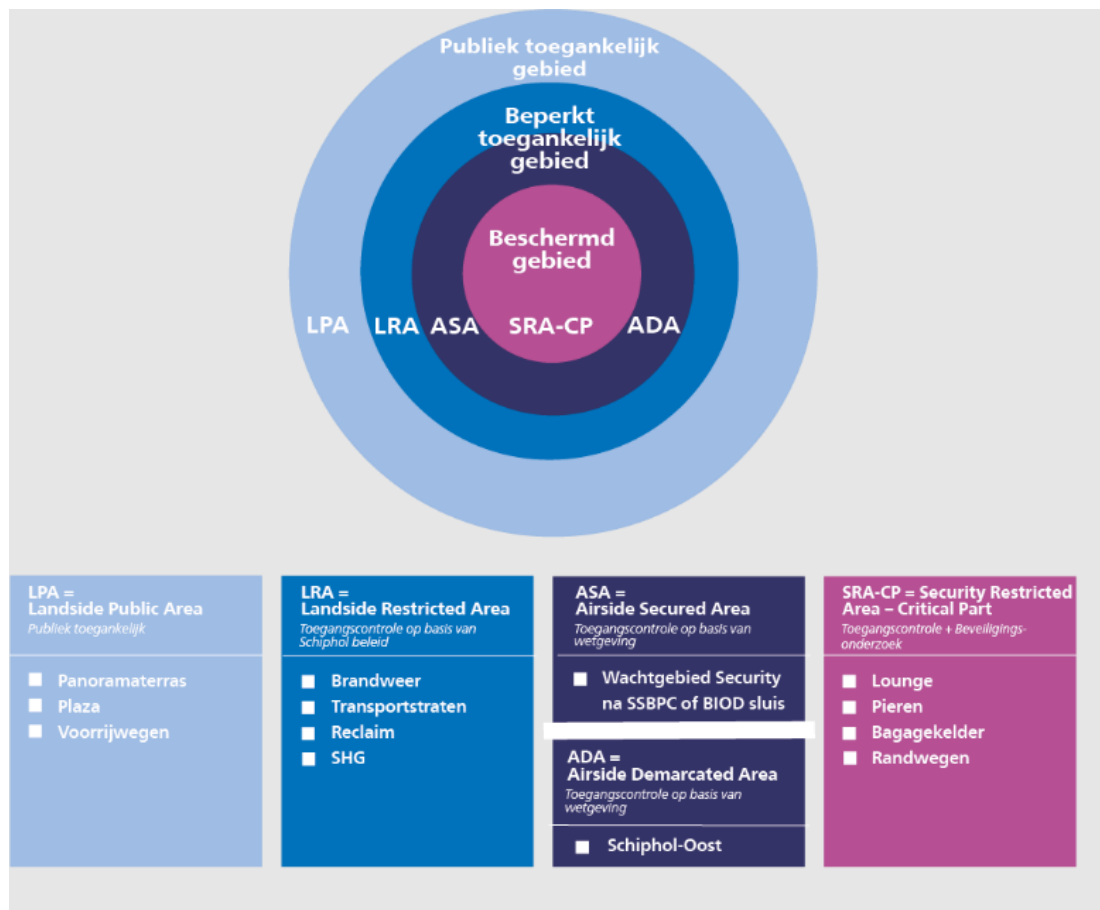 Publiek toegankelijk
gebied
Beperkt
toegankelijk
gebied
Beschermd
gebied
LPA LRA ASA SRA-CP ADA
LPA =
Landside Public Area
Publiek toegankelijk
Panoramaterras
Plaza
Voorrijwegen
LRA =
Landside Restricted Area
Toegangscontrole op basis van
Schiphol beleid
Brandweer
Transportstraten
Reclaim
SHG
ASA =
Airside Secured Area
Toegangscontrole op basis van
wetgeving
Wachtgebied Security
na SSBPC of BIOD sluis
ADA =
Airside Demarcated Area
Toegangscontrole op basis van
wetgeving
Schiphol-Oost
SRA-CP = Security Restricted
Area – Critical Part
Toegangscontrole + Beveiligings-
onderzoek
Lounge
Pieren
Bagagekelder
Randwegen